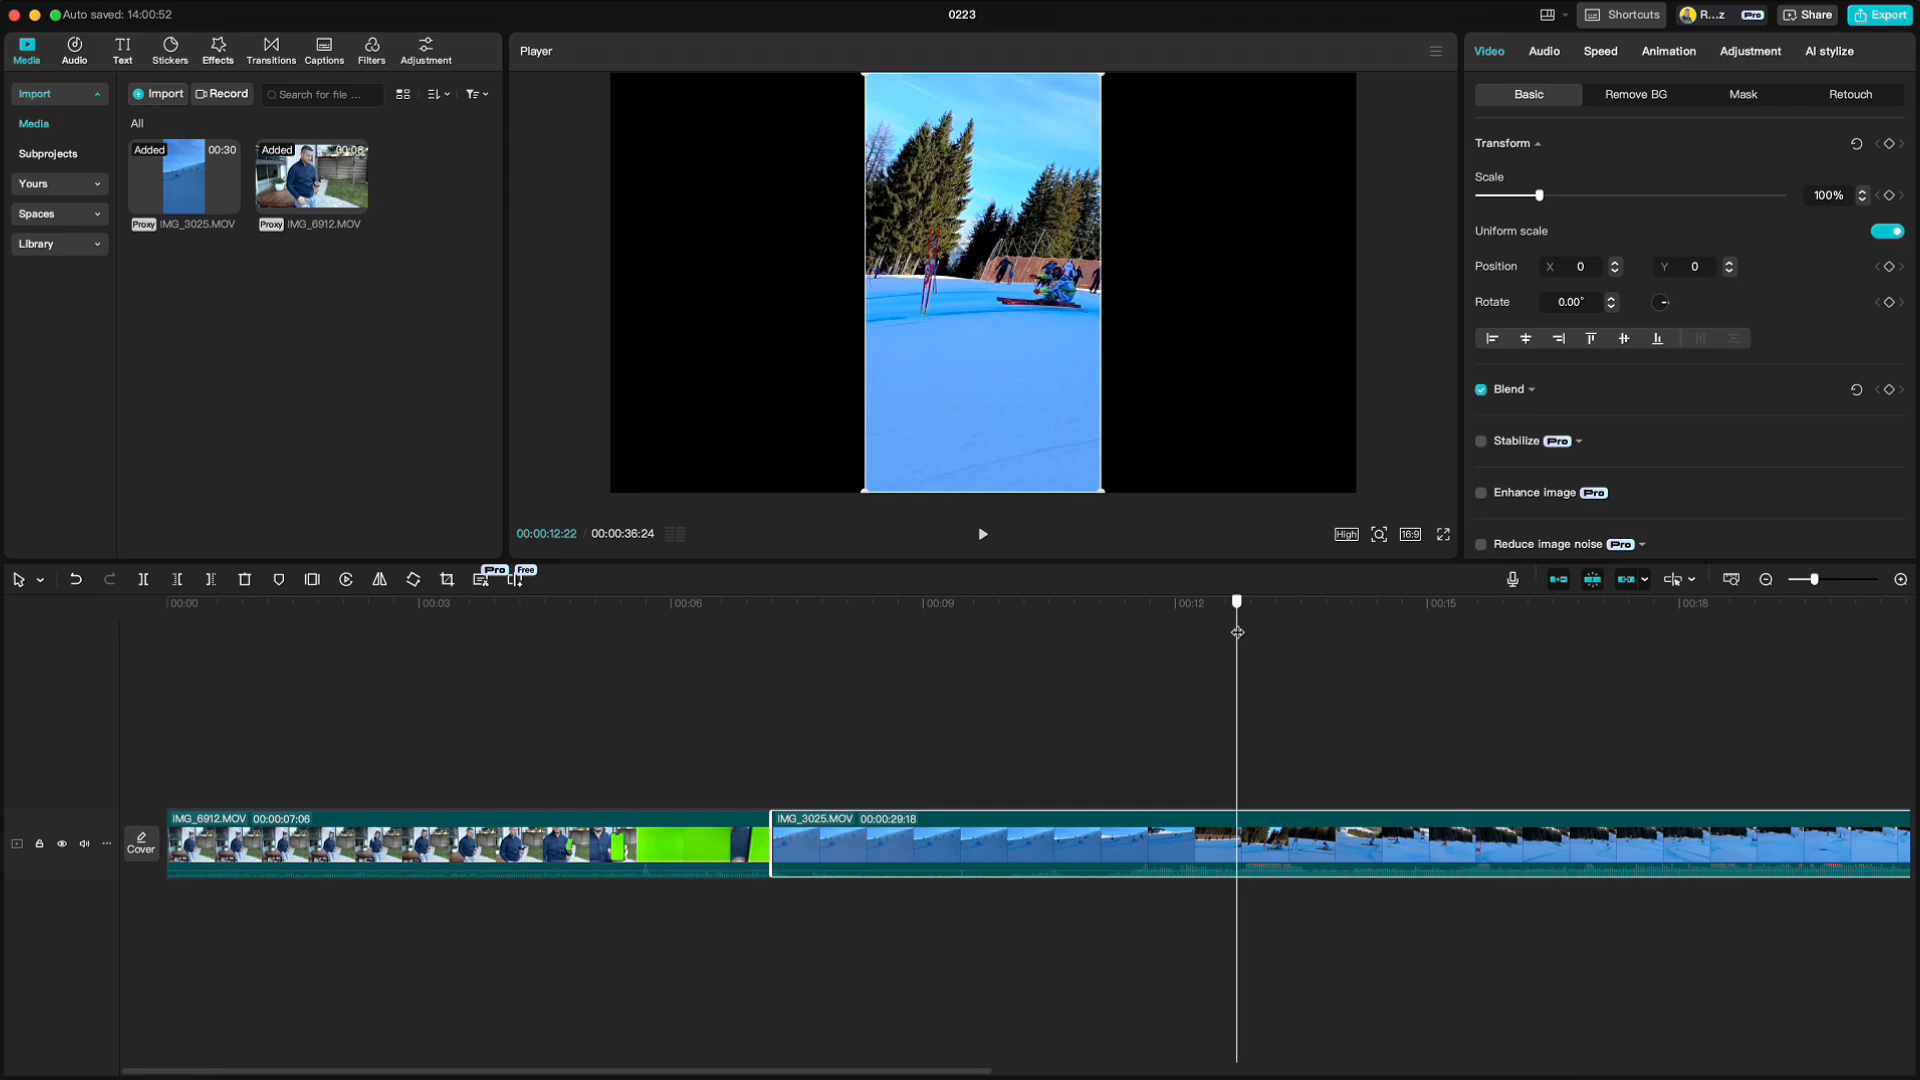 Auto saved: 14:00:52
0223
Shortcuts
R...z
Pro
Share
Export
Media
Audio
Text
Stickers
Effects
Transitions
Captions
Filters
Adjustment
Import
Media
Subprojects
Yours
Spaces
Library
Import
Record
Search for file ...
All
Added
00:30
Proxy
IMG_3025.MOV
Added
00:08
Proxy
IMG_6912.MOV
Player
00:00:12:22 / 00:00:36:24
High
16:9
Video
Audio
Speed
Animation
Adjustment
AI stylize
Basic
Remove BG
Mask
Retouch
Transform
Scale
100%
Uniform scale
Position
X 0
Y 0
Rotate
0.00°
Blend
Stabilize Pro
Enhance image Pro
Reduce image noise Pro
Pro
Free
00:00
00:03
00:06
00:09
00:12
00:15
00:18
Cover
IMG_6912.MOV 00:00:07:06
IMG_3025.MOV 00:00:29:18